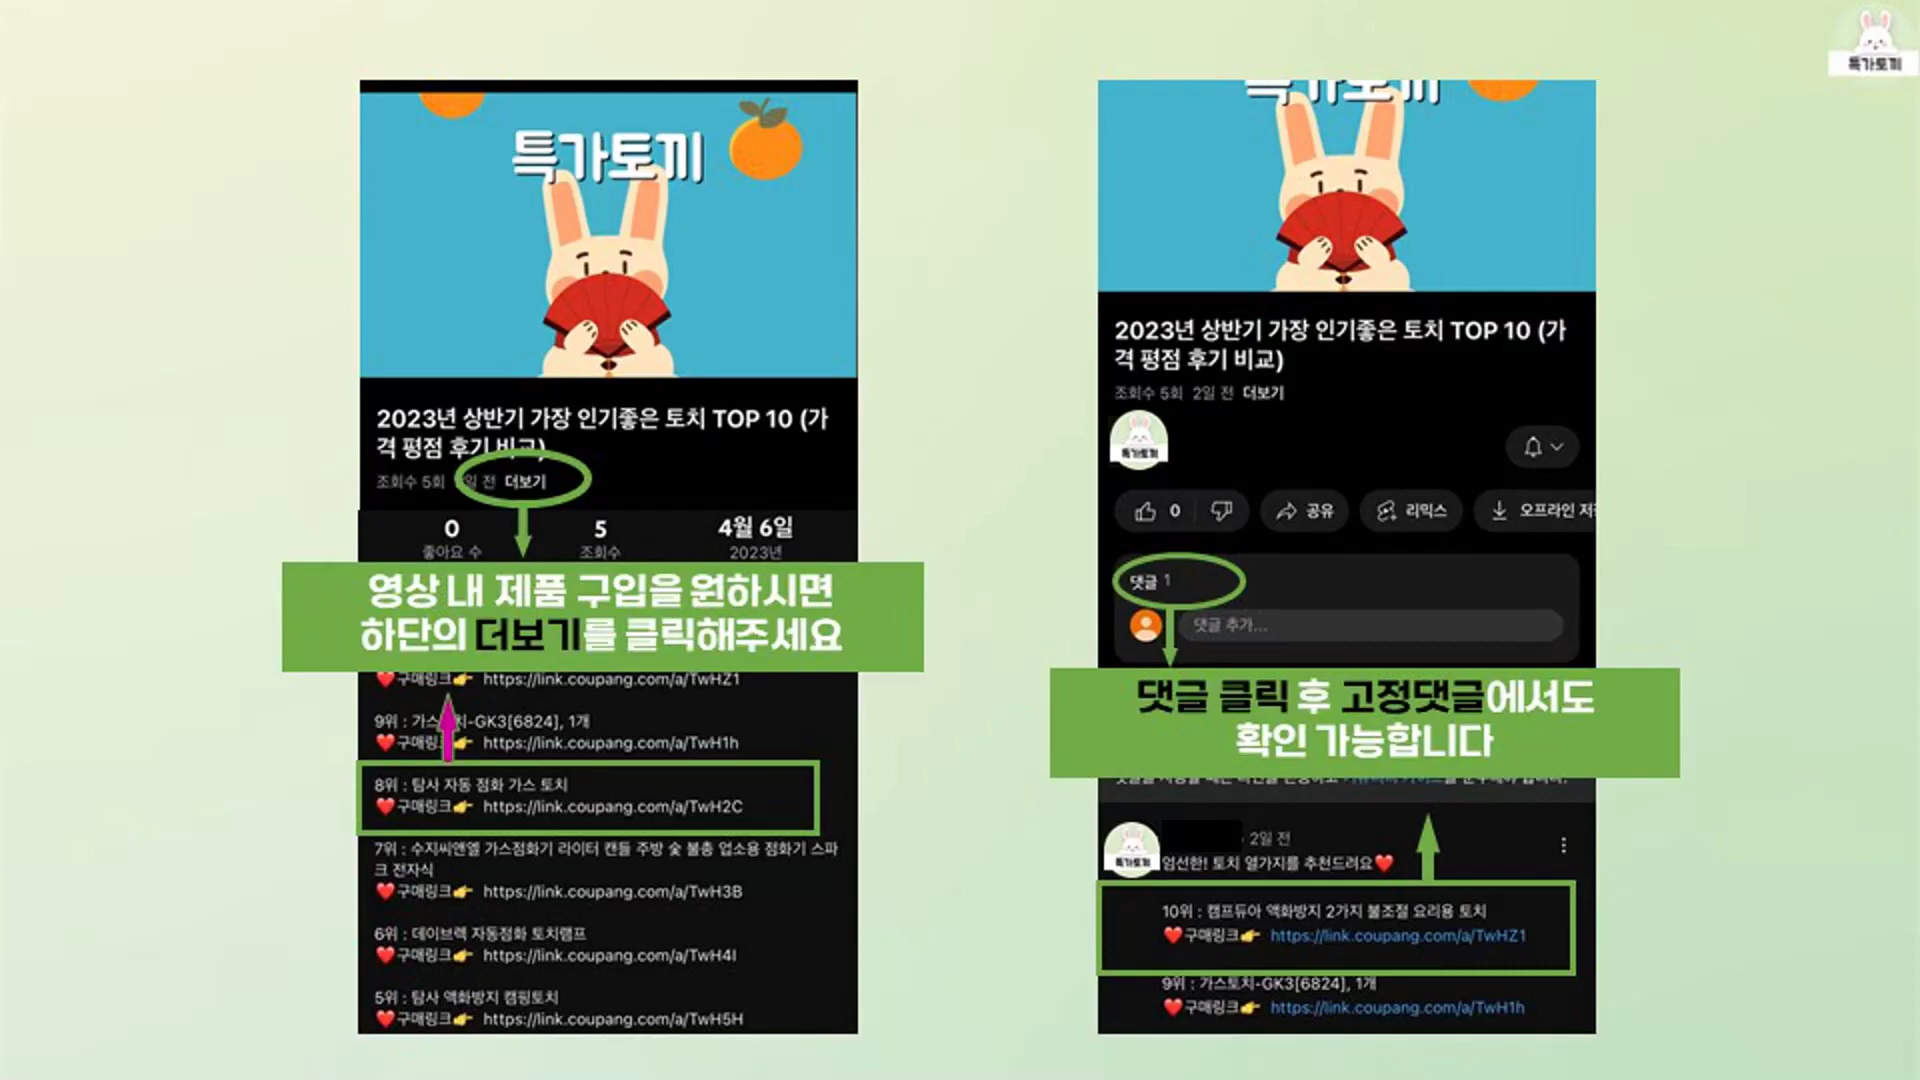 특가토끼
특가토끼
2023년 상반기 가장 인기좋은 토치 TOP 10 (가
격 평점 후기 비교)
조회수 5회 일 전 더보기
0 5 4월 6일
좋아요 수 조회수 2023년
영상 내 제품 구입을 원하시면
하단의 더보기를 클릭해주세요
❤️구매링크👉 https://link.coupang.com/a/TwHZ1
9위 : 가스토치-GK3[6824], 1개
❤️구매링크👉 https://link.coupang.com/a/TwH1h
8위 : 탐사 자동 점화 가스 토치
❤️구매링크👉 https://link.coupang.com/a/TwH2C
7위 : 수지씨앤엘 가스점화기 라이터 캔들 주방 숯 불총 업소용 점화기 스파
크 전자식
❤️구매링크👉 https://link.coupang.com/a/TwH3B
6위 : 데이브렉 자동점화 토치램프
❤️구매링크👉 https://link.coupang.com/a/TwH4I
5위 : 탐사 액화방지 캠핑토치
❤️구매링크👉 https://link.coupang.com/a/TwH5H
특가토끼
2023년 상반기 가장 인기좋은 토치 TOP 10 (가
격 평점 후기 비교)
조회수 5회 2일 전 더보기
특가토끼
0 공유 리믹스 오프라인 저
댓글 1
댓글 추가...
댓글 클릭 후 고정댓글에서도
확인 가능합니다
특가토끼
· 2일 전
엄선한! 토치 열가지를 추천드려요❤️
10위 : 캠프듀아 액화방지 2가지 불조절 요리용 토치
❤️구매링크👉 https://link.coupang.com/a/TwHZ1
9위 : 가스토치-GK3[6824], 1개
❤️구매링크👉 https://link.coupang.com/a/TwH1h